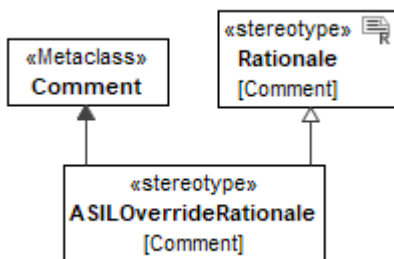 «Metaclass»
Comment
«stereotype»
R
Rationale
[Comment]
«stereotype»
ASILOverrideRationale
[Comment]